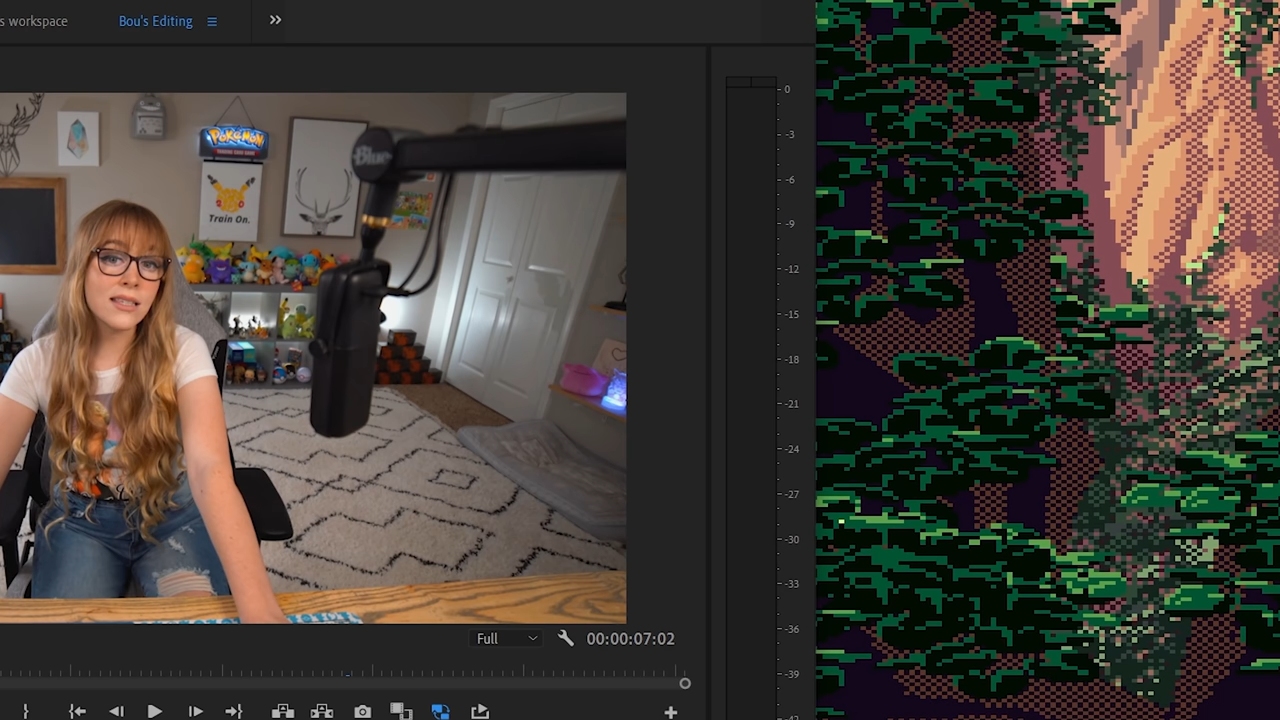 s workspace
Bou's Editing
POKÉMON
Train On.
Blue
Full
00:00:07:02
0
-3
-6
-9
-12
-15
-18
-21
-24
-27
-30
-33
-36
-39